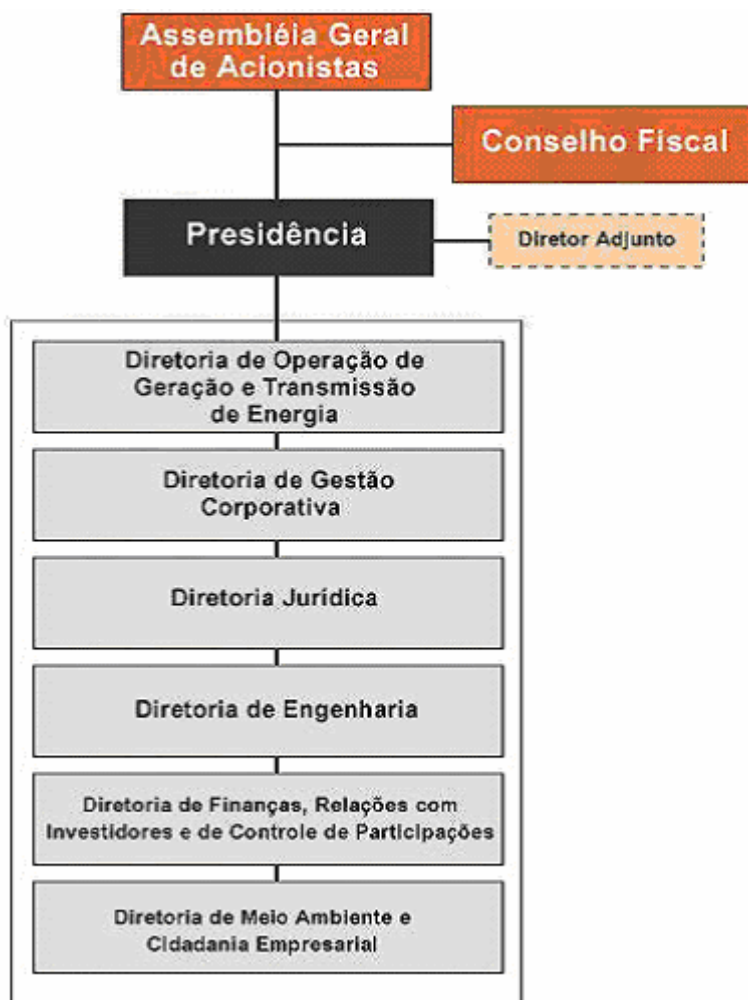 Assembléia Geral
de Acionistas
Conselho Fiscal
Presidência
Diretor Adjunto
Diretoria de Operação de
Geração e Transmissão
de Energia
Diretoria de Gestão
Corporativa
Diretoria Jurídica
Diretoria de Engenharia
Diretoria de Finanças, Relações com
Investidores e de Controle de Participações
Diretoria de Meio Ambiente e
Cidadania Empresarial